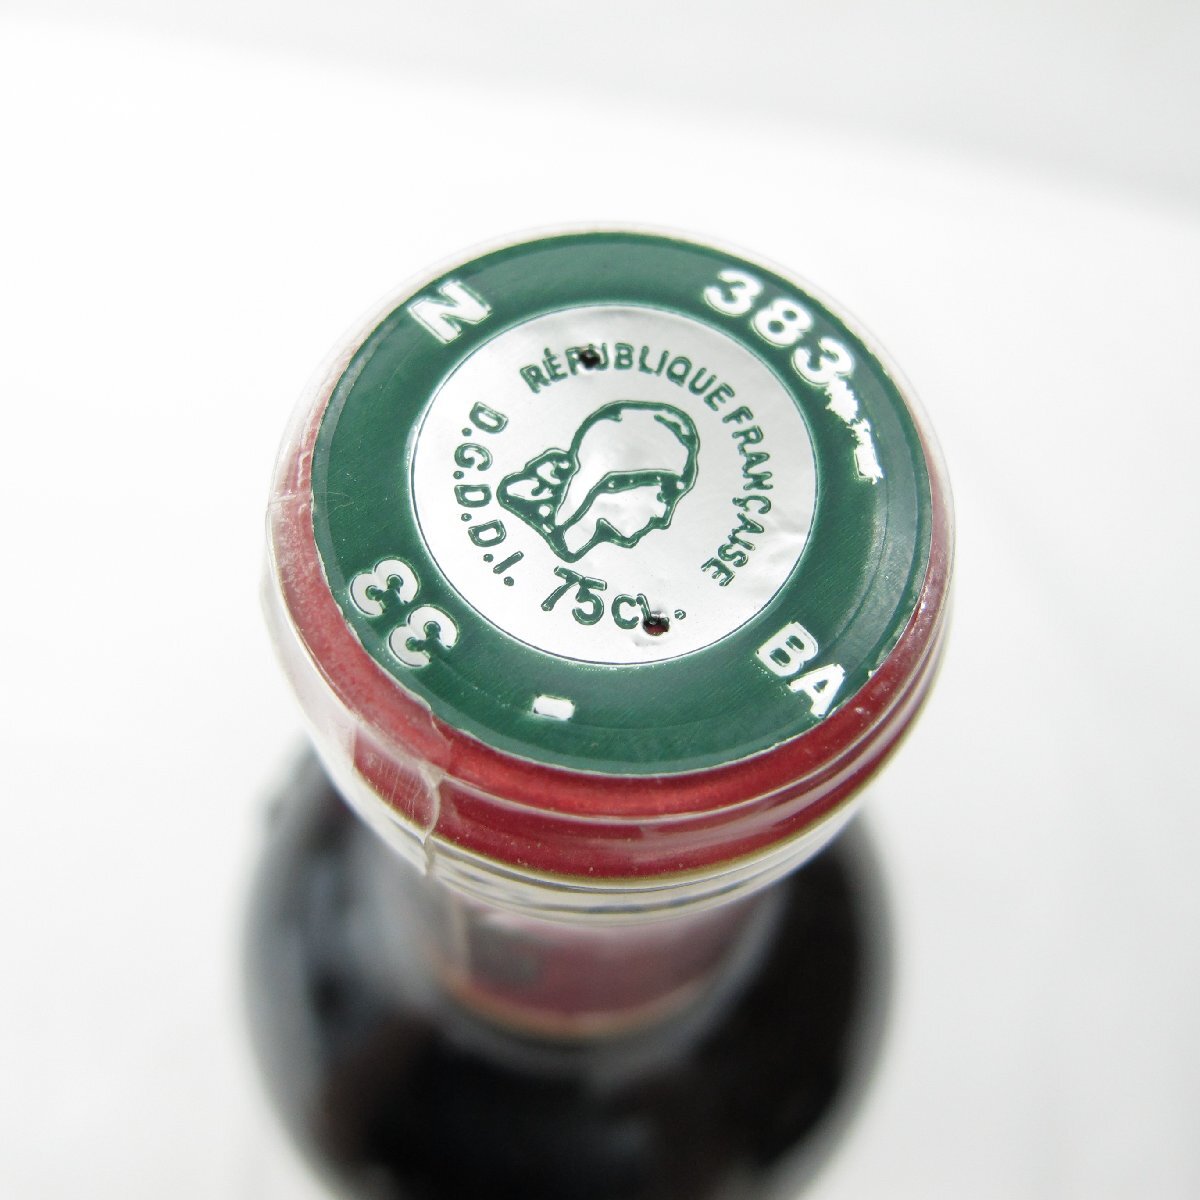 N
383
BA
-
33
RÉPUBLIQUE FRANÇAISE
D.G.D.D.I.
75CL.